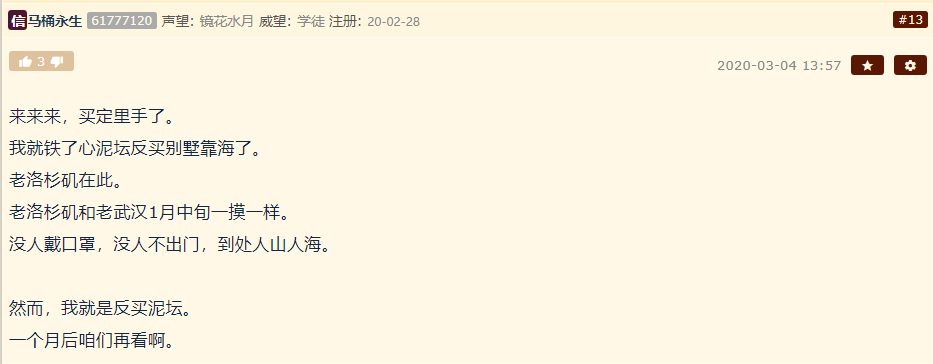 信 马桶永生 61777120 声望: 镜花水月 威望: 学徒 注册: 20-02-28 #13
3 2020-03-04 13:57
来来来，买定里手了。
我就铁了心泥坛反买别墅靠海了。
老洛杉矶在此。
老洛杉矶和老武汉1月中旬一摸一样。
没人戴口罩，没人不出门，到处人山人海。
然而，我就是反买泥坛。
一个月后咱们再看啊。